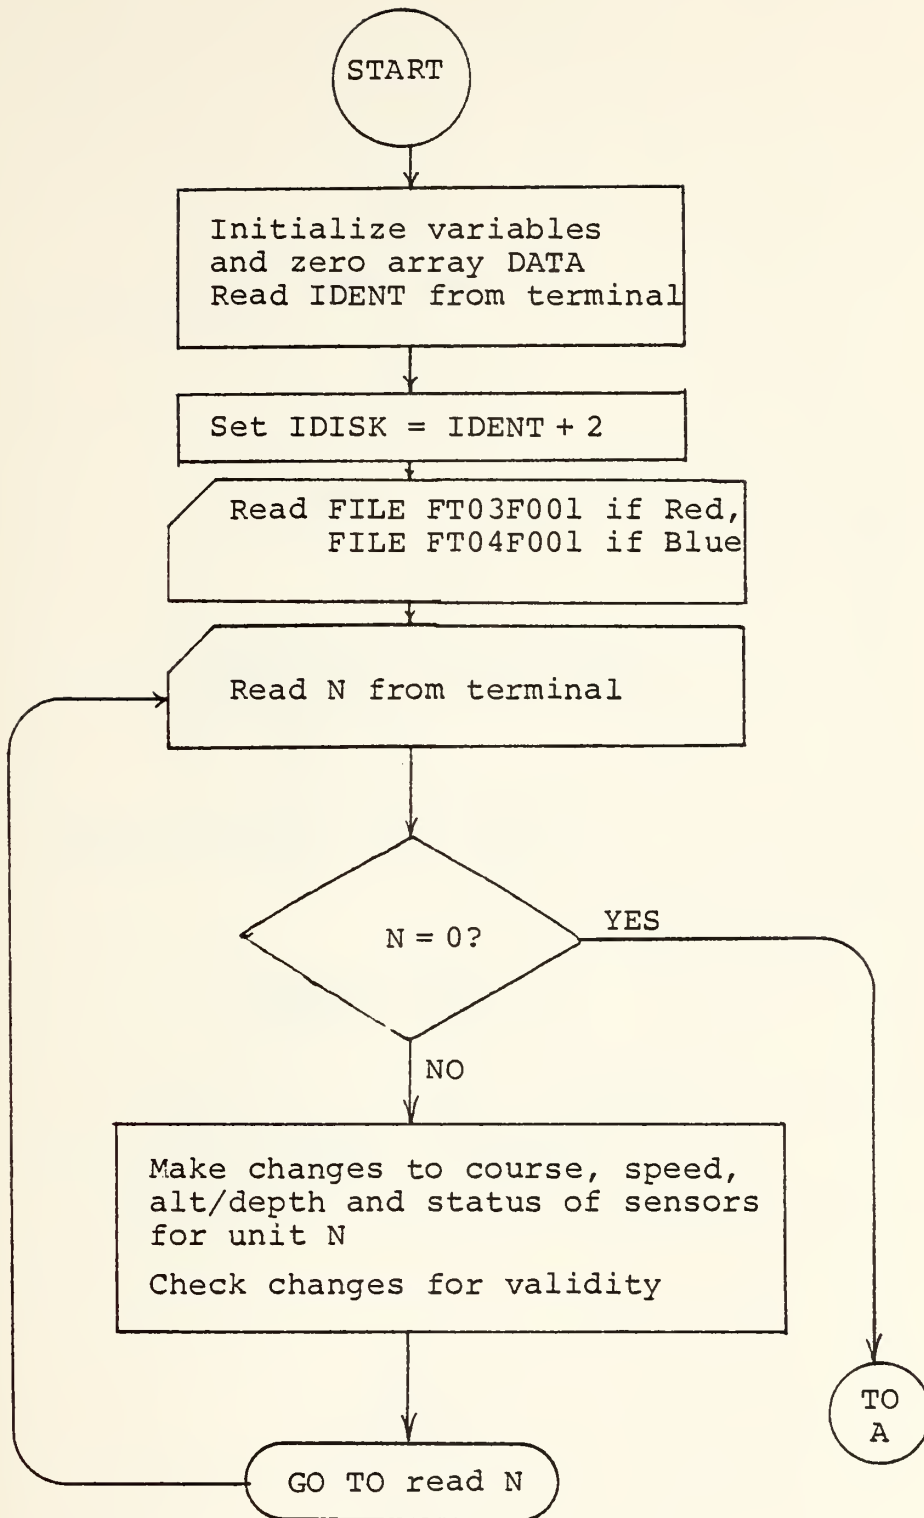 START
Initialize variables
and zero array DATA
Read IDENT from terminal
Set IDISK = IDENT + 2
Read FILE FT03F001 if Red,
FILE FT04F001 if Blue
Read N from terminal
N = 0?
YES
NO
Make changes to course, speed,
alt/depth and status of sensors
for unit N
Check changes for validity
TO
A
GO TO read N